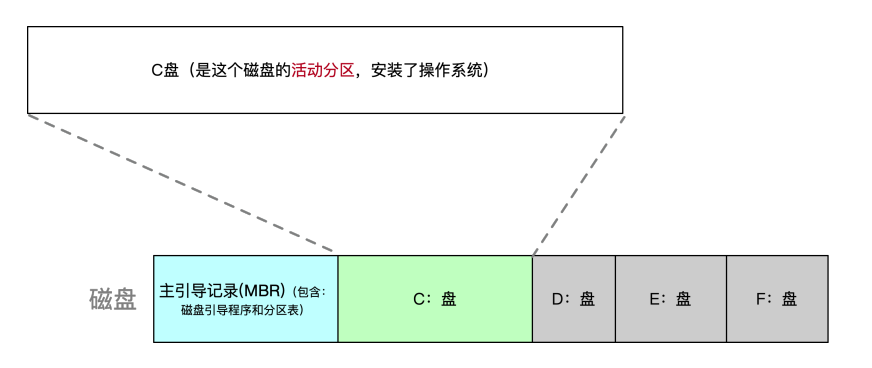 C盘（是这个磁盘的活动分区，安装了操作系统）
磁盘
主引导记录(MBR)（包含：
磁盘引导程序和分区表）
C：盘
D：盘
E：盘
F：盘